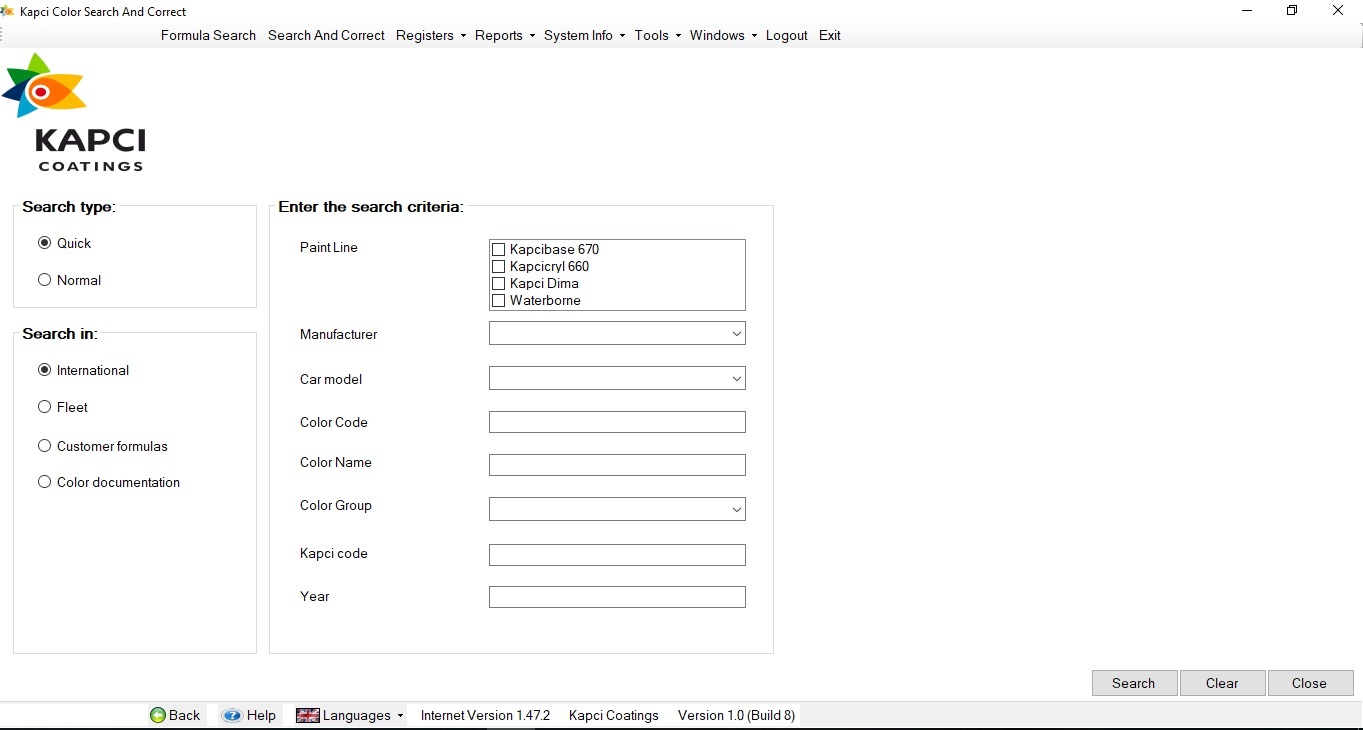 Kapci Color Search And Correct
Formula Search Search And Correct Registers Reports System Info Tools Windows Logout Exit
KAPCI
COATINGS
Search type:
Quick
Normal
Search in:
International
Fleet
Customer formulas
Color documentation
Enter the search criteria:
Paint Line
Kapcibase 670
Kapcicryl 660
Kapci Dima
Waterborne
Manufacturer
Car model
Color Code
Color Name
Color Group
Kapci code
Year
Search Clear Close
Back Help Languages Internet Version 1.47.2 Kapci Coatings Version 1.0 (Build 8)